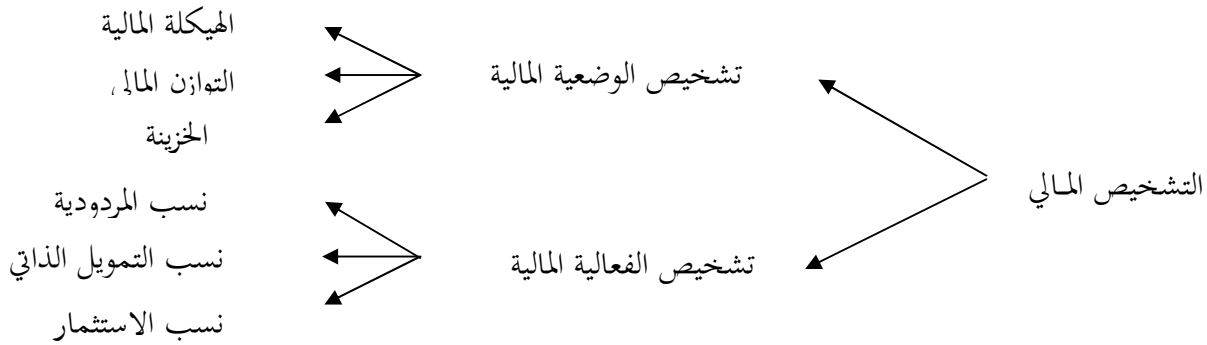 الهيكلة المالية
تشخيص الوضعية المالية
التوازن المالي
الخزينة
التشخيص المـالي
نسب المردودية
تشخيص الفعالية المالية
نسب التمويل الذاتي
نسب الاستثمار